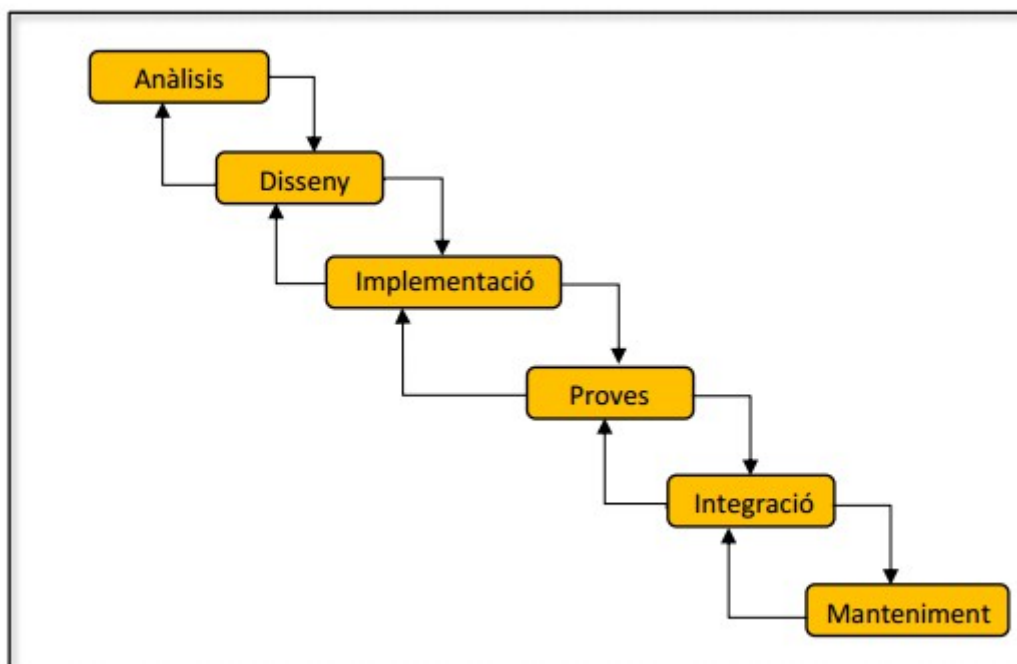 Anàlisis
Disseny
Implementació
Proves
Integració
Manteniment